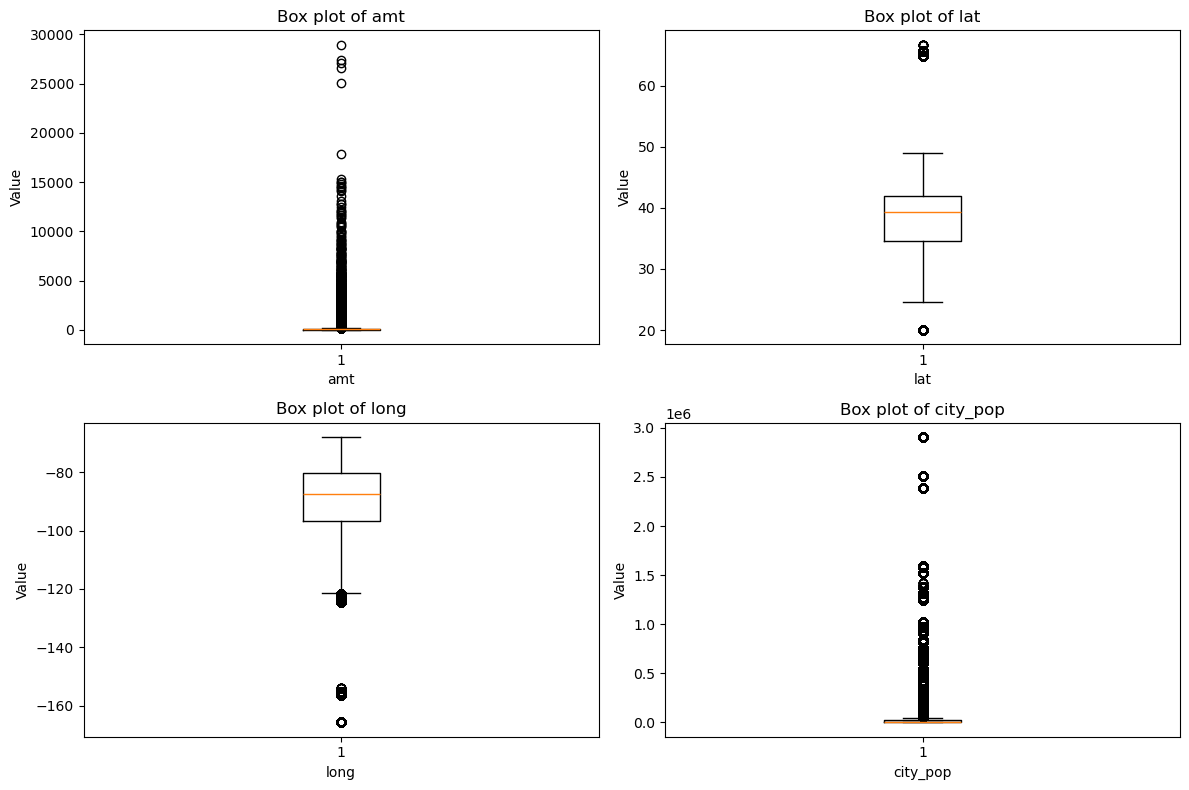 Box plot of amt
30000
25000
20000
15000
10000
5000
0
Value
1
amt
Box plot of lat
60
50
40
30
20
Value
1
lat
Box plot of long
−80
−100
−120
−140
−160
Value
1
long
Box plot of city_pop
1e6
3.0
2.5
2.0
1.5
1.0
0.5
0.0
Value
1
city_pop